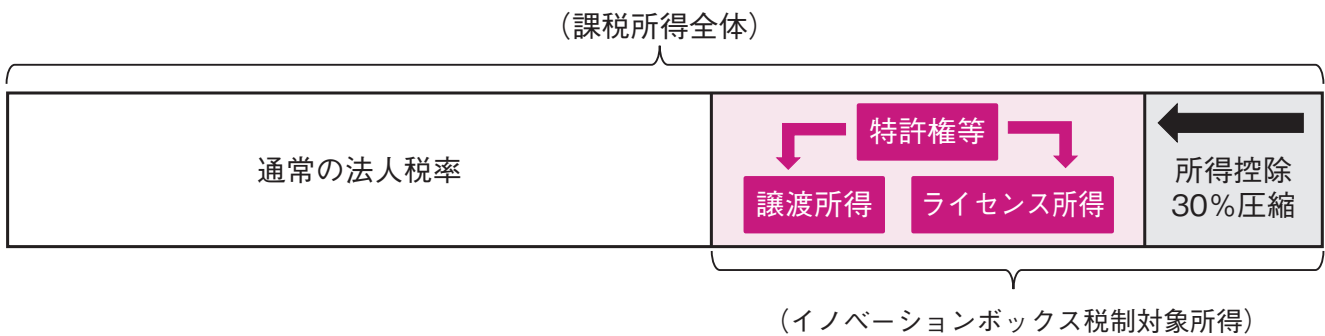 （課税所得全体）
通常の法人税率
特許権等
譲渡所得
ライセンス所得
所得控除
30％圧縮
（イノベーションボックス税制対象所得）